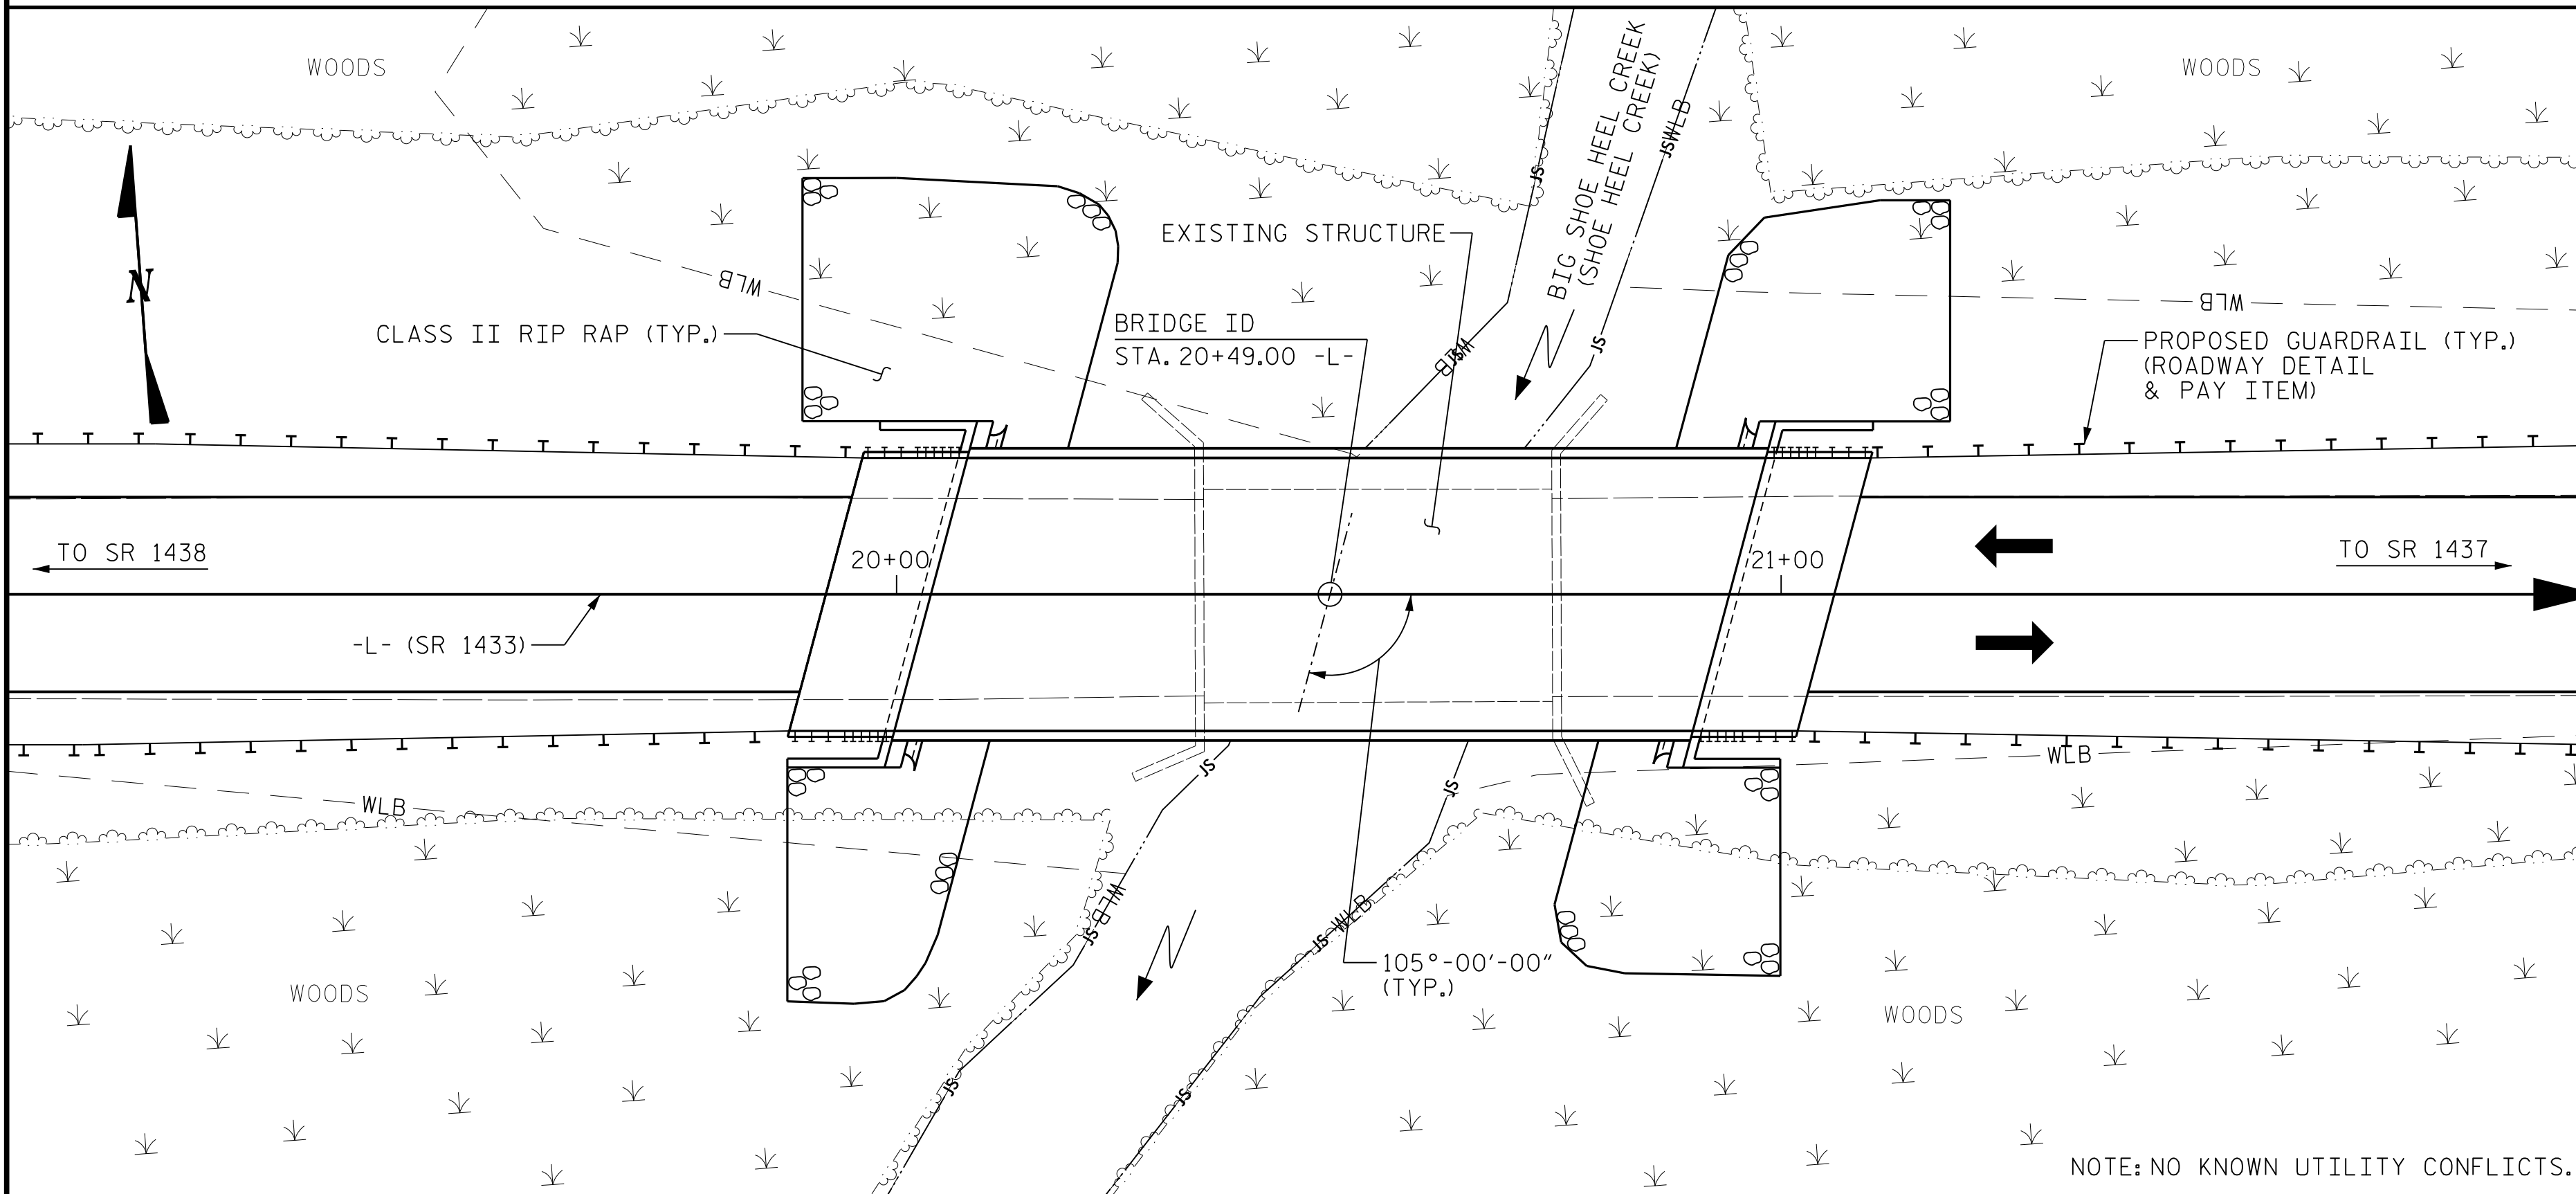 WOODS
WOODS
BIG SHOE HEEL CREEK
(SHOE HEEL CREEK)
JS
JS
WLB
N
EXISTING STRUCTURE
WLB
WLB
CLASS II RIP RAP (TYP.)
BRIDGE ID
STA. 20+49.00 -L-
WLB
JS
JS
PROPOSED GUARDRAIL (TYP.)
(ROADWAY DETAIL
& PAY ITEM)
TO SR 1438
20+00
21+00
TO SR 1437
-L- (SR 1433)
WLB
JS
JS
WLB
WLB
JS
WLB
JS
105°-00'-00"
(TYP.)
WOODS
WOODS
JS
JS
NOTE: NO KNOWN UTILITY CONFLICTS.